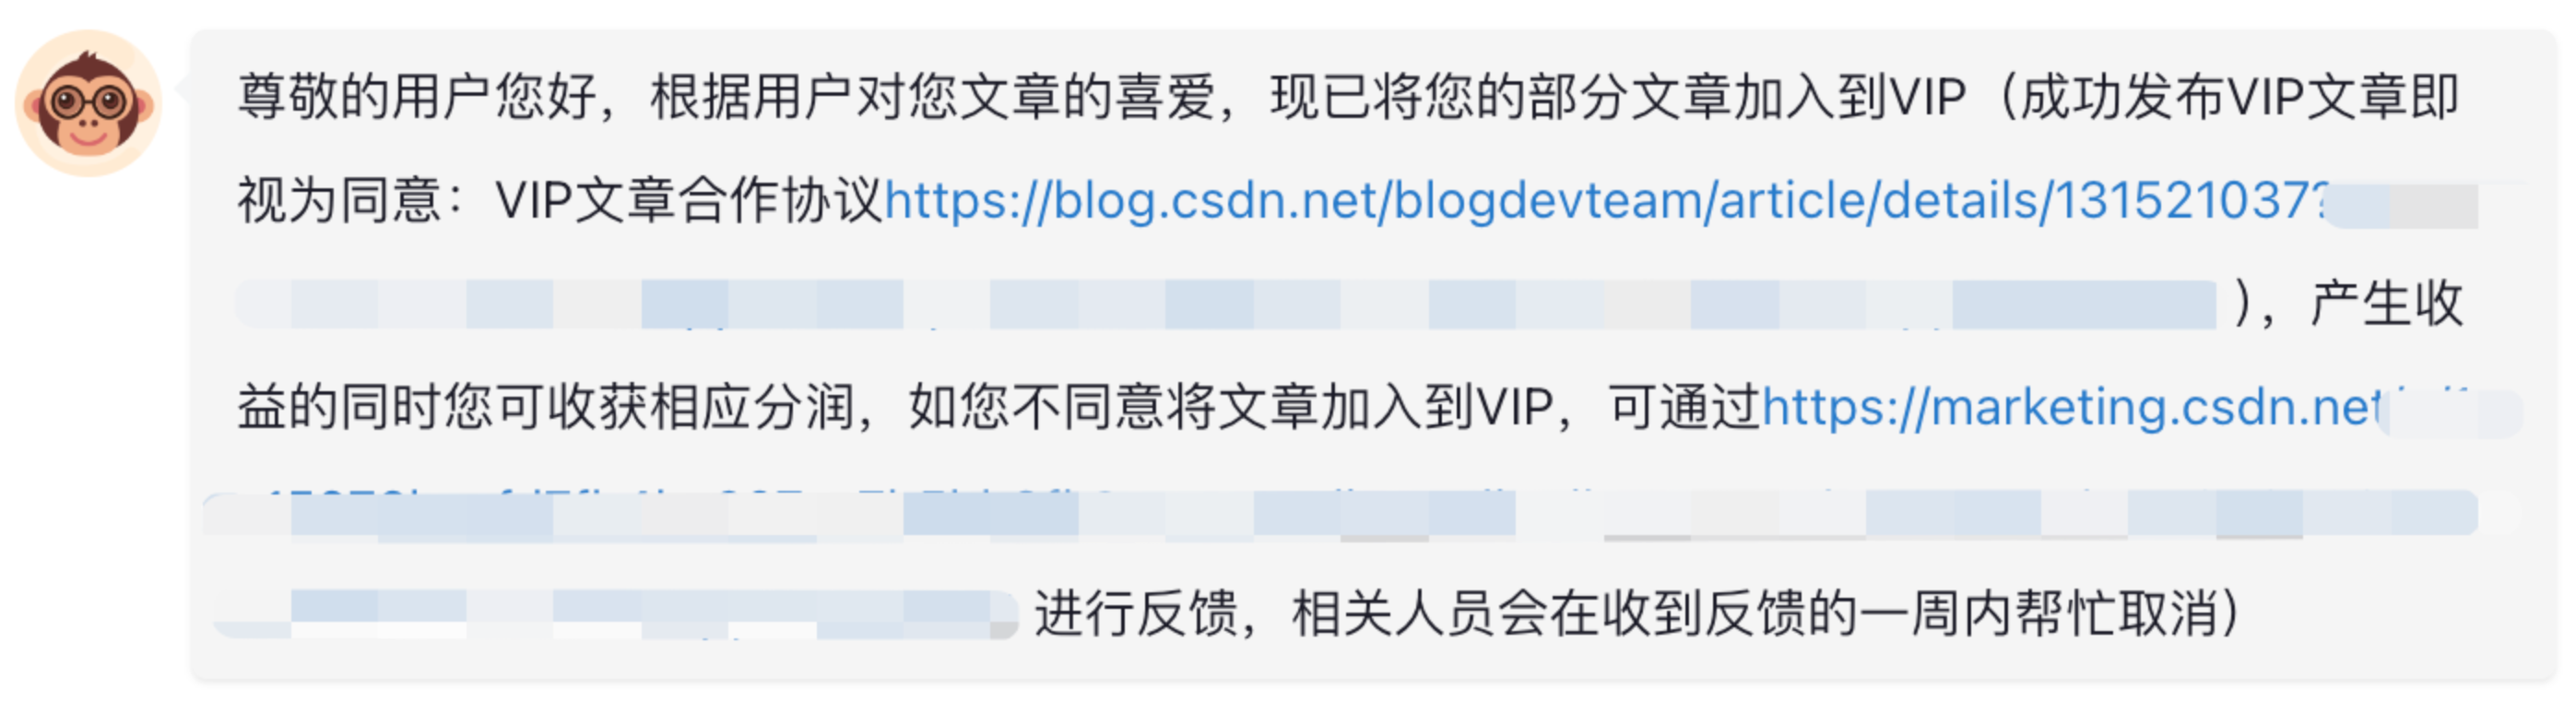 尊敬的用户您好，根据用户对您文章的喜爱，现已将您的部分文章加入到VIP（成功发布VIP文章即
视为同意：VIP文章合作协议https://blog.csdn.net/blogdevteam/article/details/131521037?
），产生收
益的同时您可收获相应分润，如您不同意将文章加入到VIP，可通过https://marketing.csdn.net
进行反馈，相关人员会在收到反馈的一周内帮忙取消）